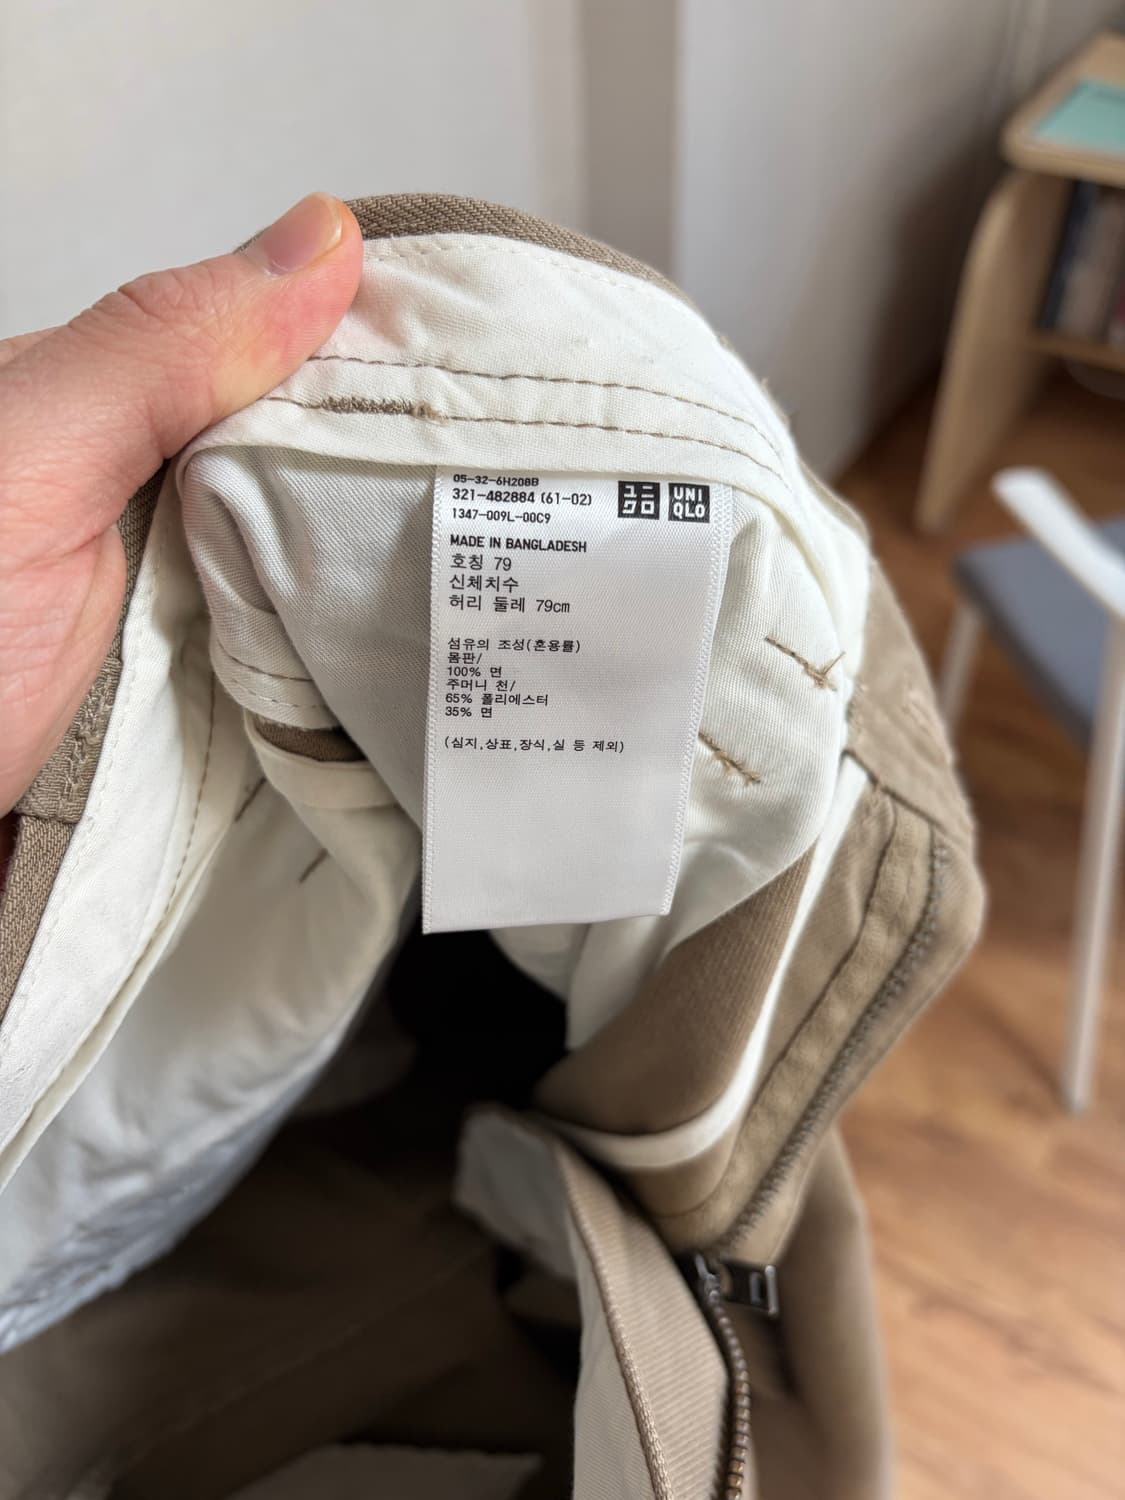 05-32-6H208B
321-482884 (61-02)
1347-009L-00C9
ユニ
クロ
UNI
QLO
MADE IN BANGLADESH
호칭 79
신체치수
허리 둘레 79cm
섬유의 조성(혼용률)
몸판/
100% 면
주머니 천/
65% 폴리에스터
35% 면
(심지,상표,장식,실 등 제외)